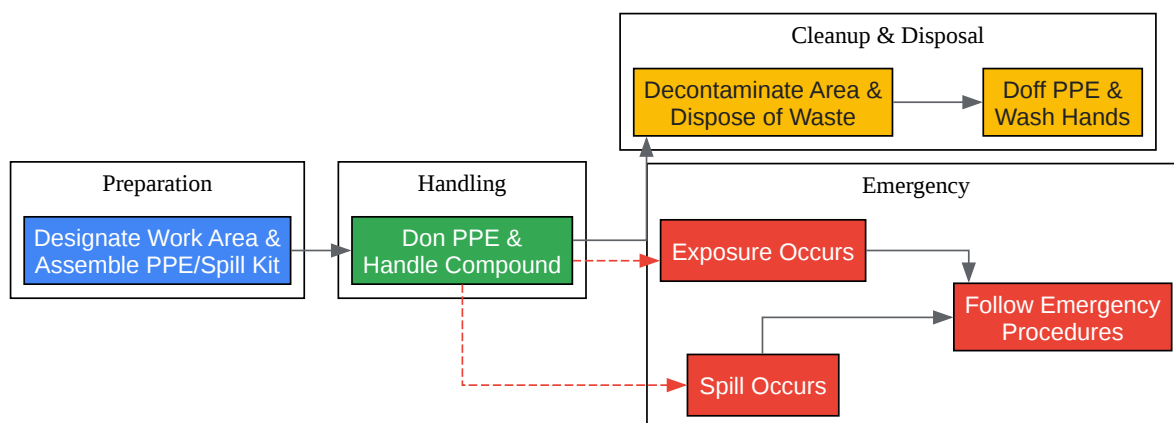 Cleanup & Disposal
Decontaminate Area &
Dispose of Waste
Doff PPE &
Wash Hands
Preparation
Designate Work Area &
Assemble PPE/Spill Kit
Handling
Don PPE &
Handle Compound
Emergency
Exposure Occurs
Follow Emergency
Procedures
Spill Occurs